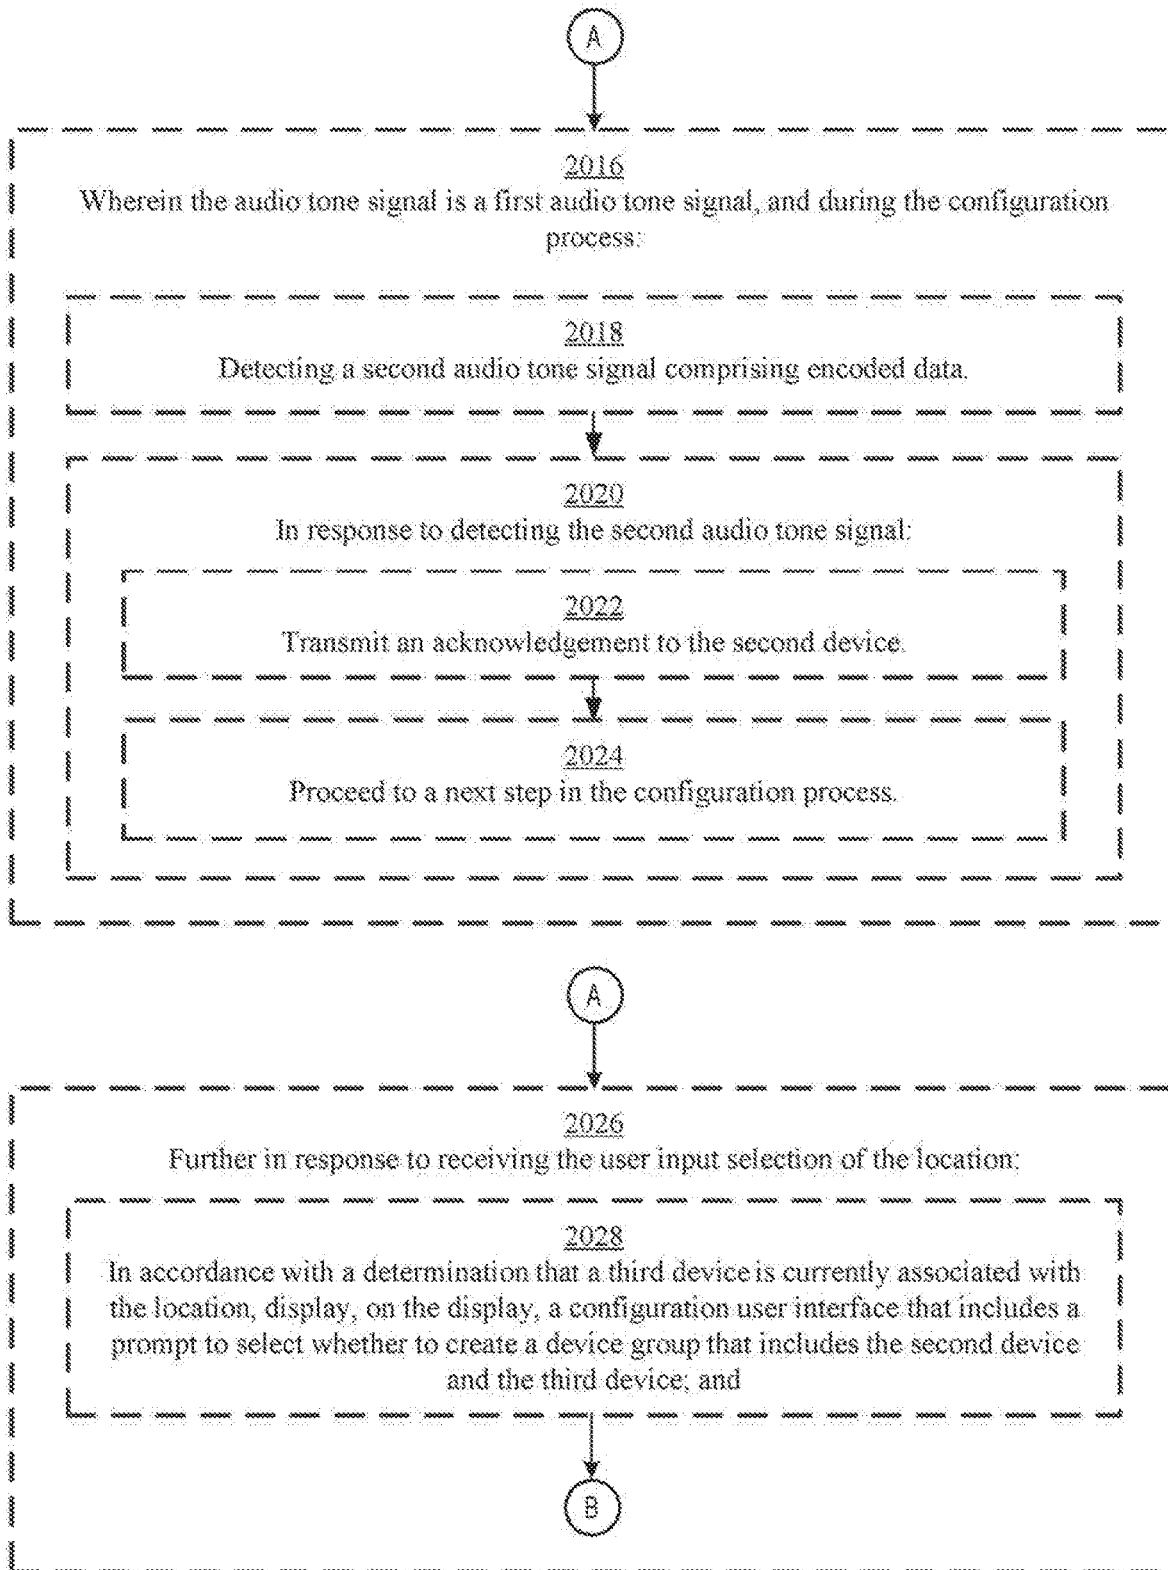 A
2016
Wherein the audio tone signal is a first audio tone signal, and during the configuration
process:
2018
Detecting a second audio tone signal comprising encoded data.
2020
In response to detecting the second audio tone signal:
2022
Transmit an acknowledgement to the second device.
2024
Proceed to a next step in the configuration process.
A
2026
Further in response to receiving the user input selection of the location:
2028
In accordance with a determination that a third device is currently associated with
the location, display, on the display, a configuration user interface that includes a
prompt to select whether to create a device group that includes the second device
and the third device; and
B